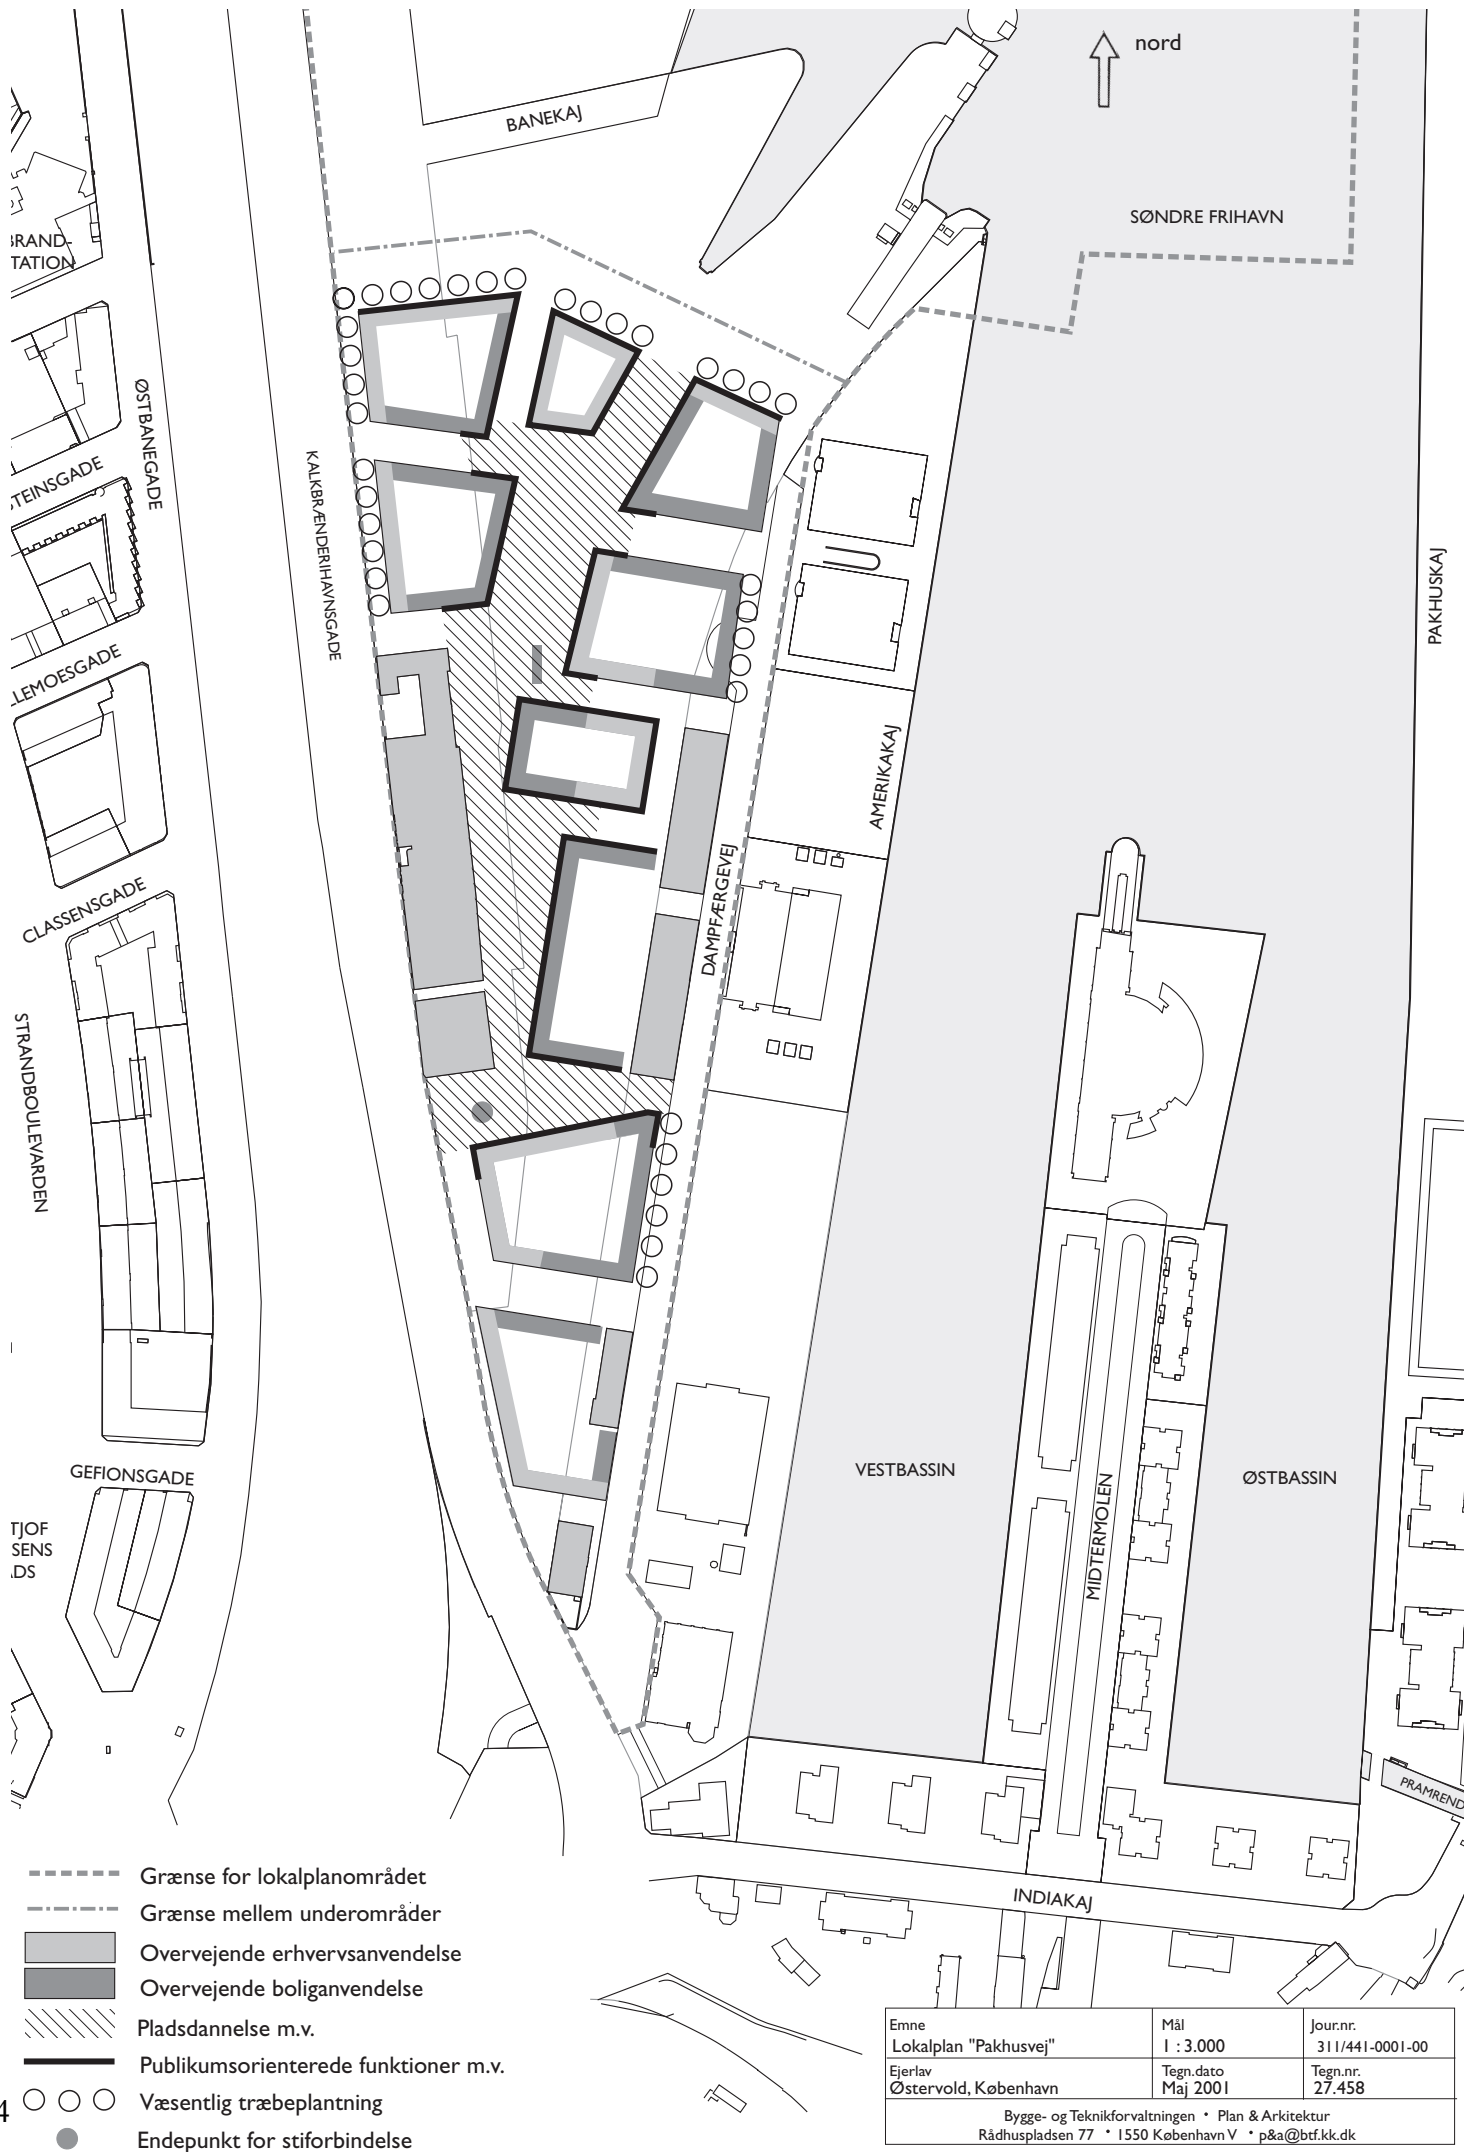 nord
BANEKAJ
SØNDRE FRIHAVN
BRAND-
TATION
ØSTBANEGADE
STEINSGADE
KALKBRÆNDERIHAVNSGADE
PAKHUSKAJ
LLEMOESGADE
AMERIKAKAJ
DAMPFÆRGEVEJ
CLASSENSGADE
STRANDBOULEVARDEN
GEFIONSGADE
VESTBASSIN
ØSTBASSIN
MIDTERMOLEN
TJOF
SENS
ADS
PRAMREND
INDIAKAJ
Grænse for lokalplanområdet
Grænse mellem underområder
Overvejende erhvervsanvendelse
Overvejende boliganvendelse
Pladsdannelse m.v.
Publikumsorienterede funktioner m.v.
Væsentlig træbeplantning
Endepunkt for stiforbindelse
4
Emne
Lokalplan "Pakhusvej"
Mål
1 : 3.000
Jour.nr.
311/441-0001-00
Ejerlav
Østervold, København
Tegn.dato
Maj 2001
Tegn.nr.
27.458
Bygge- og Teknikforvaltningen • Plan & Arkitektur
Rådhuspladsen 77 • 1550 København V • p&a@btf.kk.dk